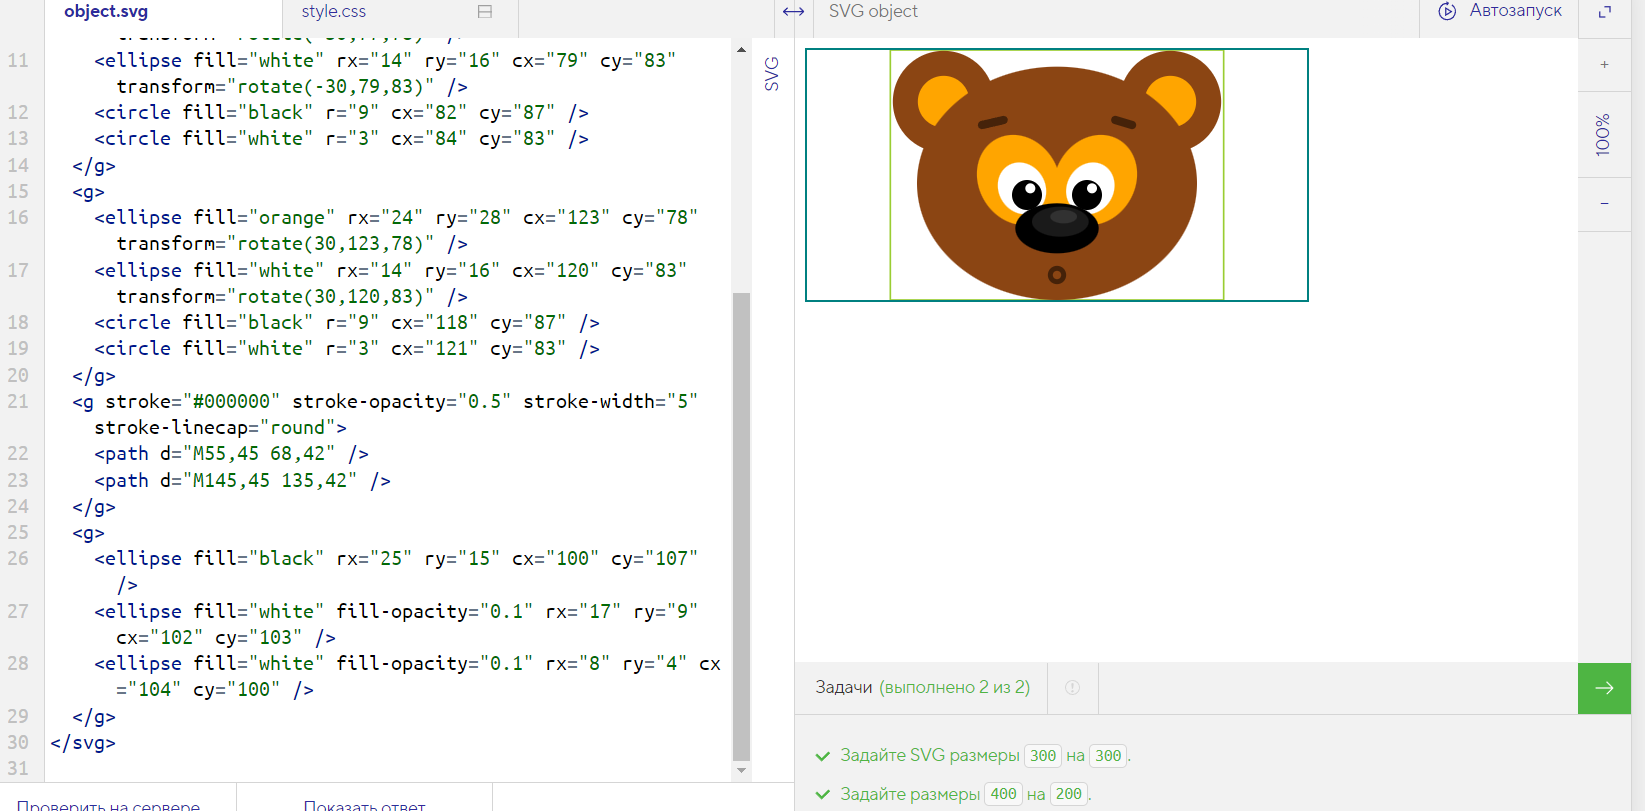 object.svg
style.css
SVG object
Автозапуск
11
<ellipse fill="white" rx="14" ry="16" cx="79" cy="83"
transform="rotate(-30,79,83)" />
12
<circle fill="black" r="9" cx="82" cy="87" />
13
<circle fill="white" r="3" cx="84" cy="83" />
14
</g>
15
<g>
16
<ellipse fill="orange" rx="24" ry="28" cx="123" cy="78"
transform="rotate(30,123,78)" />
17
<ellipse fill="white" rx="14" ry="16" cx="120" cy="83"
transform="rotate(30,120,83)" />
18
<circle fill="black" r="9" cx="118" cy="87" />
19
<circle fill="white" r="3" cx="121" cy="83" />
20
</g>
21
<g stroke="#000000" stroke-opacity="0.5" stroke-width="5"
stroke-linecap="round">
22
<path d="M55,45 68,42" />
23
<path d="M145,45 135,42" />
24
</g>
25
<g>
26
<ellipse fill="black" rx="25" ry="15" cx="100" cy="107"
/>
27
<ellipse fill="white" fill-opacity="0.1" rx="17" ry="9"
cx="102" cy="103" />
28
<ellipse fill="white" fill-opacity="0.1" rx="8" ry="4" cx
="104" cy="100" />
29
</g>
30
</svg>
31
SVG
+
100%
−
Задачи (выполнено 2 из 2)
Задайте SVG размеры 300 на 300.
Задайте размеры 400 на 200.
Проверить на сервере
Показать ответ